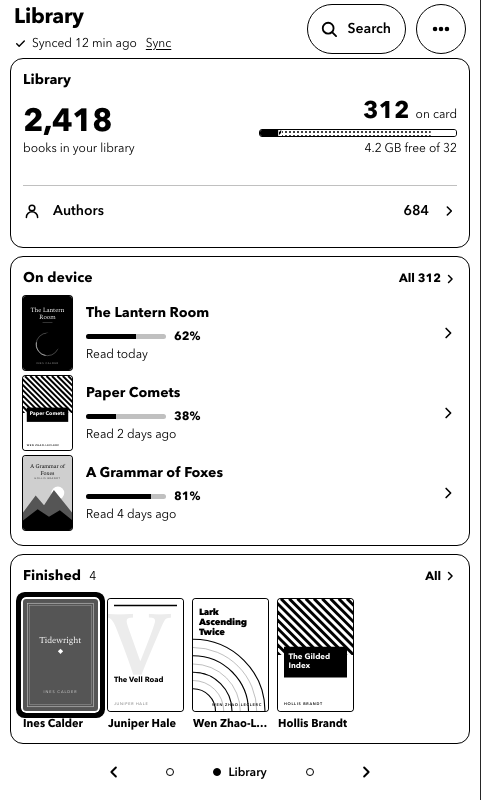 Library
Synced 12 min ago Sync
Search
Library
2,418
books in your library
312 on card
4.2 GB free of 32
Authors 684
On device
All 312
The Lantern
Room
The Lantern Room
62%
Read today
Paper Comets
Paper Comets
38%
Read 2 days ago
A Grammar of
Foxes
A Grammar of Foxes
81%
Read 4 days ago
Finished 4
All
Tidewright
INES CALDER
Ines Calder
V
The Vell Road
JUNIPER HALE
Juniper Hale
Lark
Ascending
Twice
WEN ZHAO-LECLERC
Wen Zhao-L...
The Gilded
Index
HOLLIS BRANDT
Hollis Brandt
Library